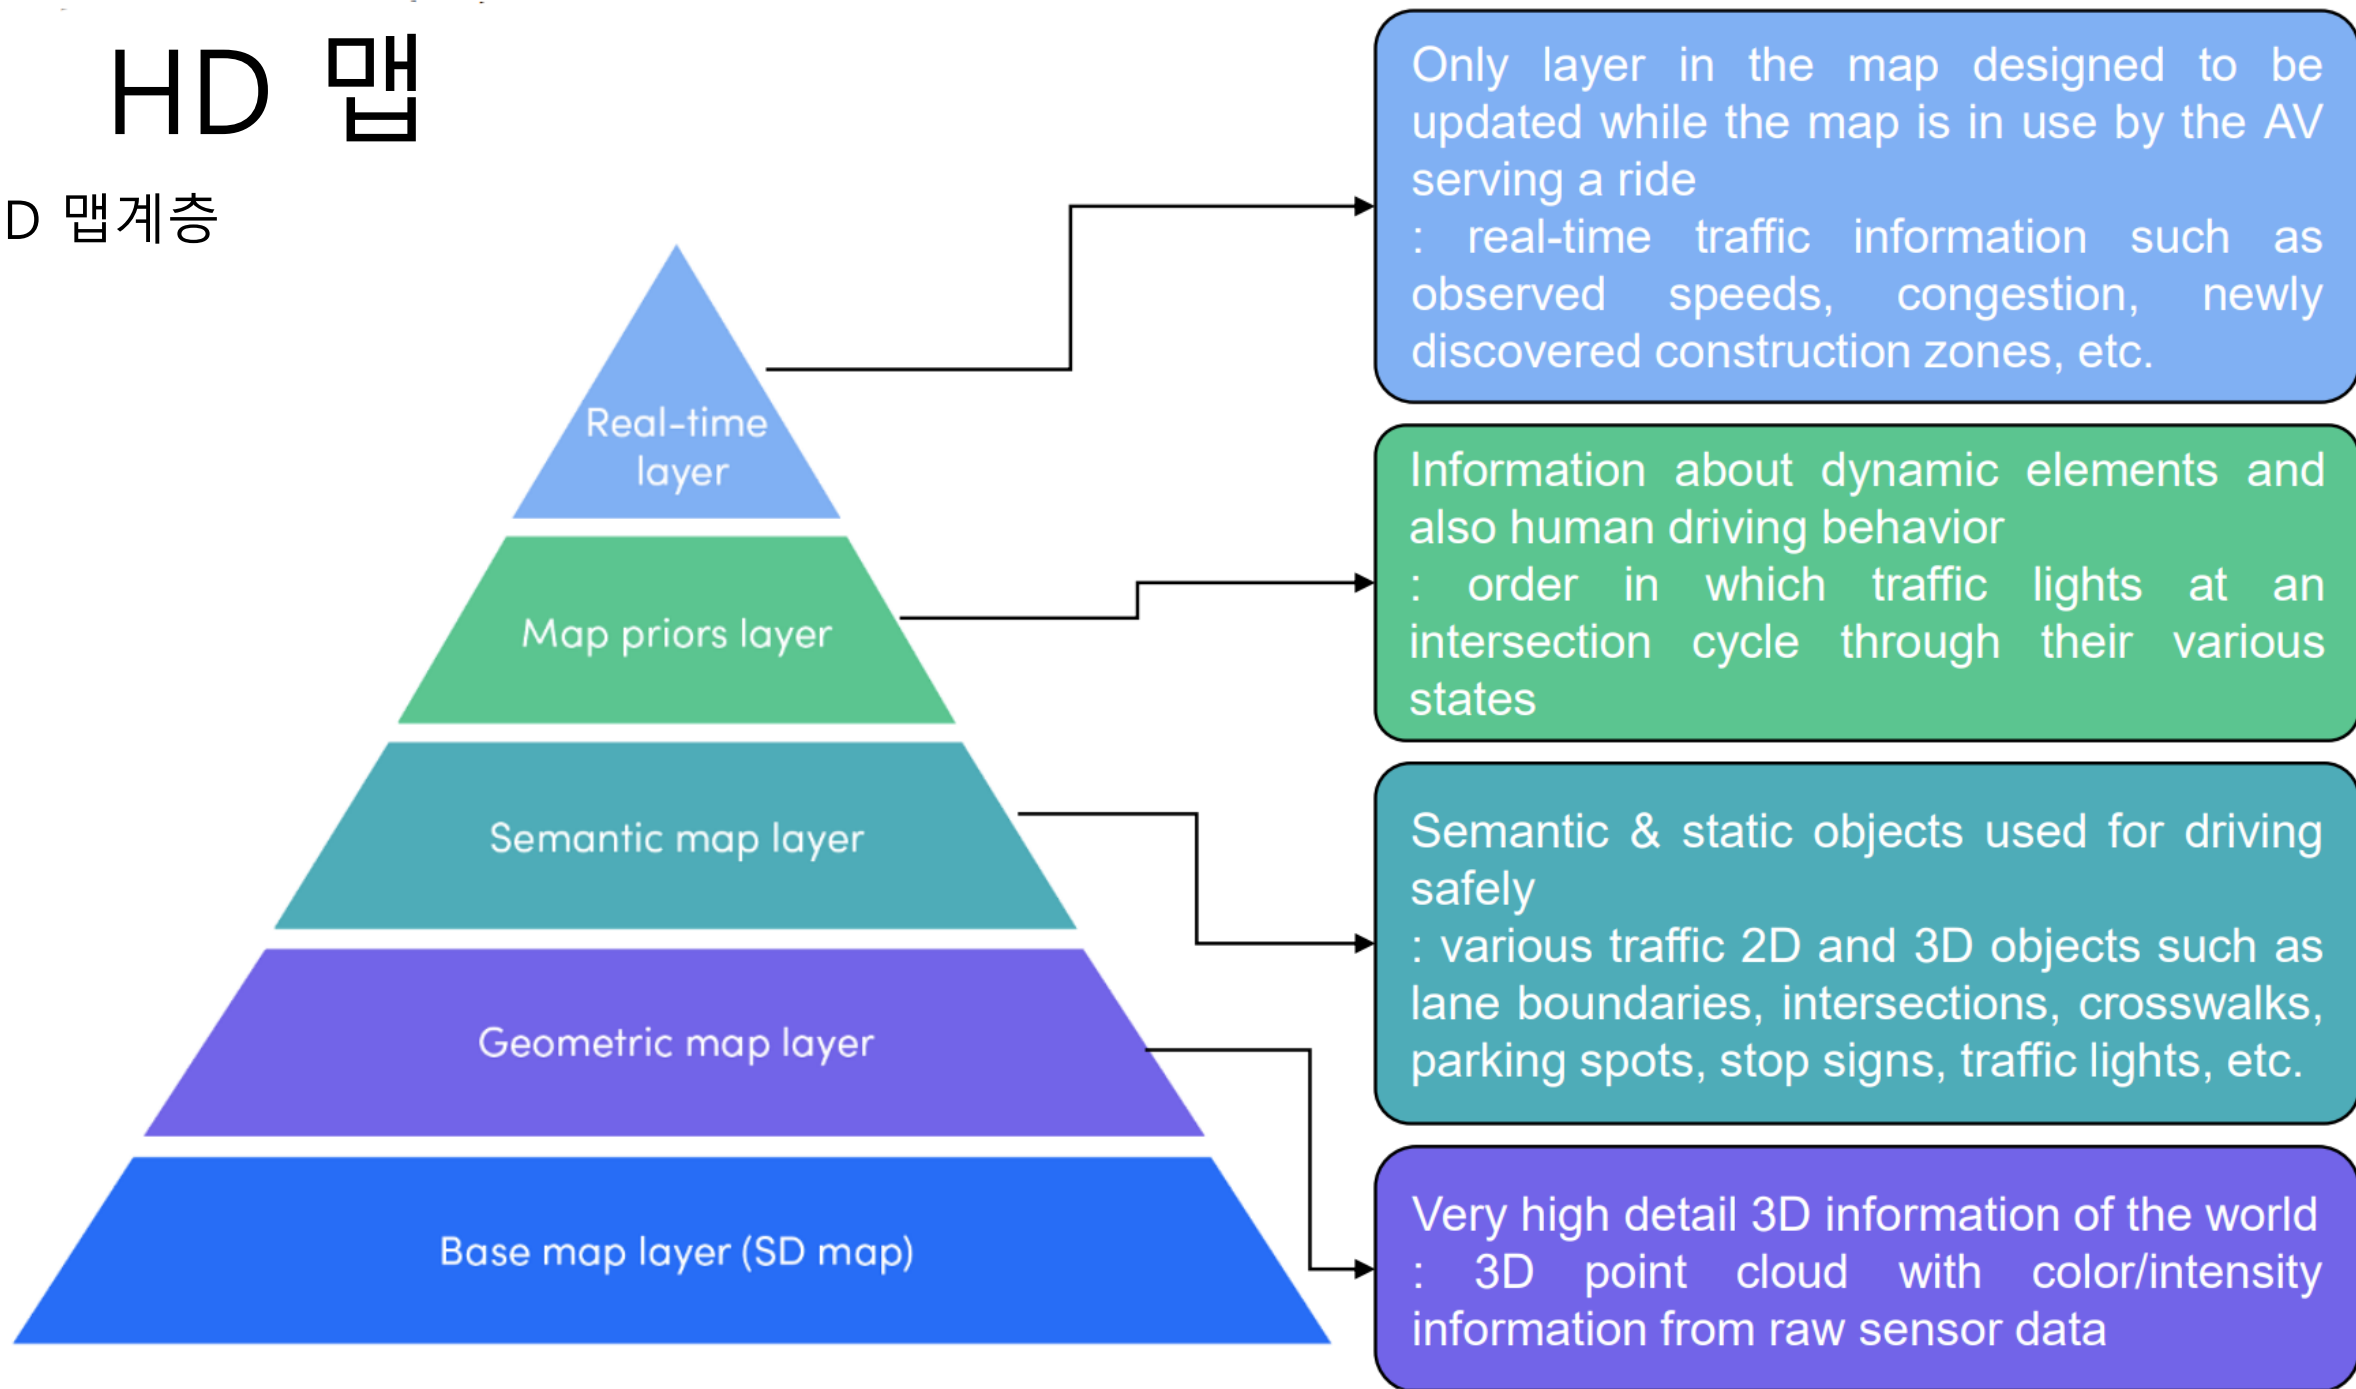 HD 맵
D 맵계층
Real-time
layer
Map priors layer
Semantic map layer
Geometric map layer
Base map layer (SD map)
Only layer in the map designed to be
updated while the map is in use by the AV
serving a ride
: real-time traffic information such as
observed speeds, congestion, newly
discovered construction zones, etc.
Information about dynamic elements and
also human driving behavior
: order in which traffic lights at an
intersection cycle through their various
states
Semantic & static objects used for driving
safely
: various traffic 2D and 3D objects such as
lane boundaries, intersections, crosswalks,
parking spots, stop signs, traffic lights, etc.
Very high detail 3D information of the world
: 3D point cloud with color/intensity
information from raw sensor data